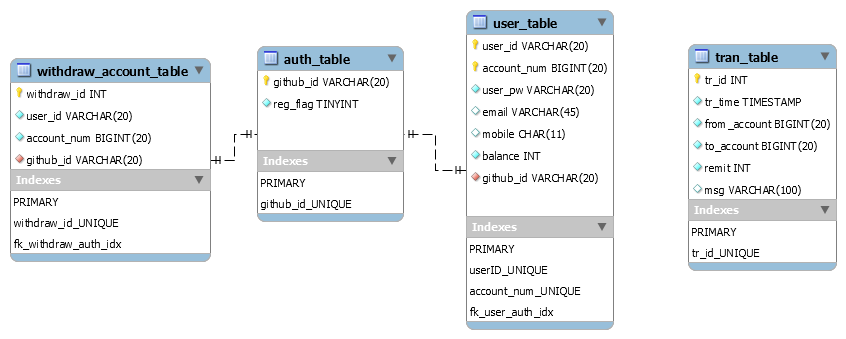 withdraw_account_table
withdraw_id INT
user_id VARCHAR(20)
account_num BIGINT(20)
github_id VARCHAR(20)
Indexes
PRIMARY
withdraw_id_UNIQUE
fk_withdraw_auth_idx
auth_table
github_id VARCHAR(20)
reg_flag TINYINT
Indexes
PRIMARY
github_id_UNIQUE
user_table
user_id VARCHAR(20)
account_num BIGINT(20)
user_pw VARCHAR(20)
email VARCHAR(45)
mobile CHAR(11)
balance INT
github_id VARCHAR(20)
Indexes
PRIMARY
userID_UNIQUE
account_num_UNIQUE
fk_user_auth_idx
tran_table
tr_id INT
tr_time TIMESTAMP
from_account BIGINT(20)
to_account BIGINT(20)
remit INT
msg VARCHAR(100)
Indexes
PRIMARY
tr_id_UNIQUE